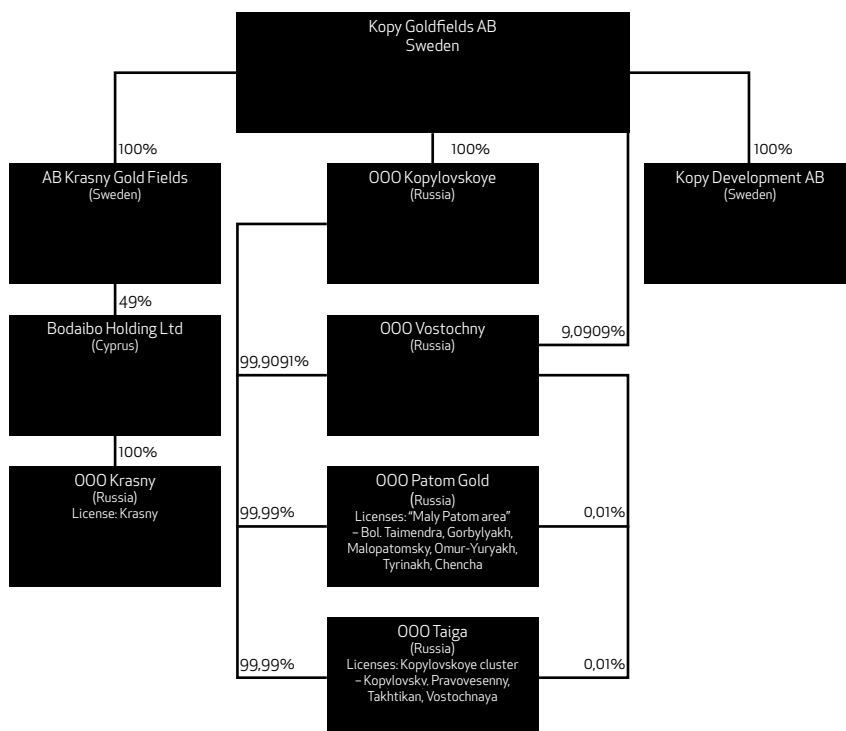 Kopy Goldfields AB
Sweden
100%
100%
100%
AB Krasny Gold Fields
(Sweden)
OOO Kopylovskoye
(Russia)
Kopy Development AB
(Sweden)
49%
Bodaibo Holding Ltd
(Cyprus)
OOO Vostochny
(Russia)
9,0909%
99,9091%
100%
OOO Krasny
(Russia)
License: Krasny
OOO Patom Gold
(Russia)
Licenses: “Maly Patom area”
– Bol. Taimendra, Gorbylyakh,
Malopatomsky, Omur-Yuryakh,
Tyrinakh, Chencha
99,99%
0,01%
OOO Taiga
(Russia)
Licenses: Kopylovskoye cluster
– Kopylovsky, Pravovesenny,
Takhtikan, Vostochnaya
99,99%
0,01%